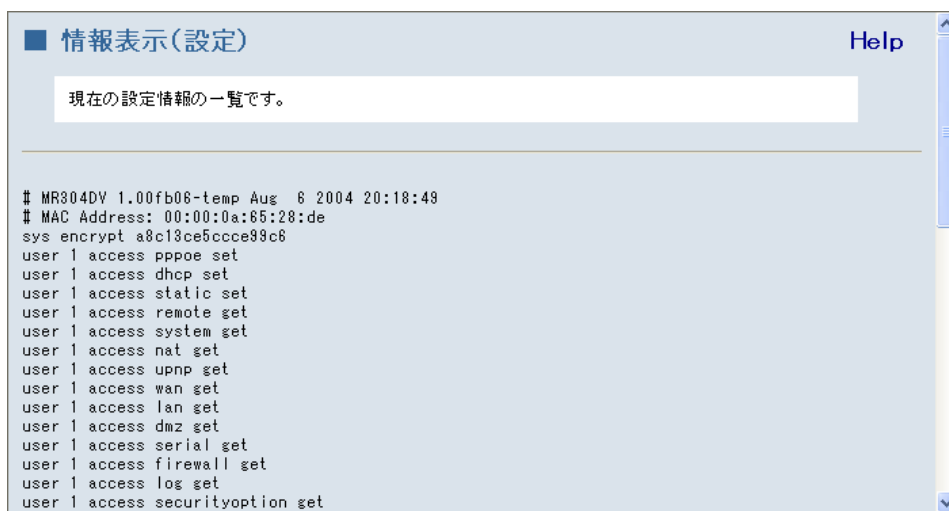 ■ 情報表示(設定)
Help
現在の設定情報の一覧です。
# MR304DV 1.00fb06-temp Aug  6 2004 20:18:49
# MAC Address: 00:00:0a:65:28:de
sys encrypt a8c13ce5ccce99c6
user 1 access pppoe set
user 1 access dhcp set
user 1 access static set
user 1 access remote get
user 1 access system get
user 1 access nat get
user 1 access upnp get
user 1 access wan get
user 1 access lan get
user 1 access dmz get
user 1 access serial get
user 1 access firewall get
user 1 access log get
user 1 access securityoption get